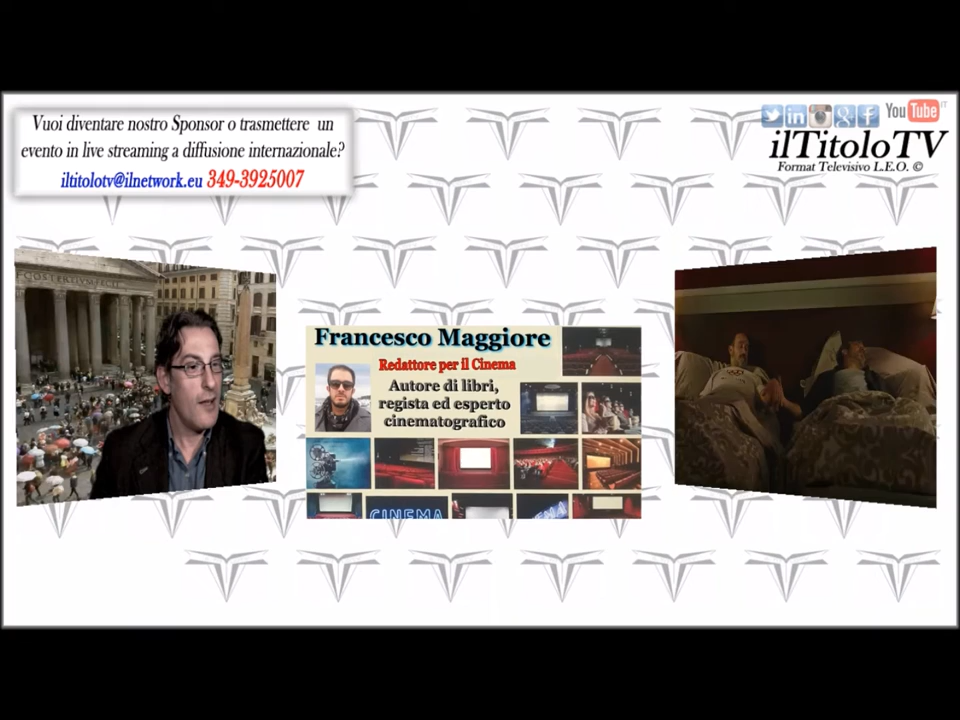 Vuoi diventare nostro Sponsor o trasmettere un
evento in live streaming a diffusione internazionale?
iltitolotv@ilnetwork.eu 349-3925007
You Tube IT
ilTitoloTV
Format Televisivo L.E.O. ©
Francesco Maggiore
Redattore per il Cinema
Autore di libri,
regista ed esperto
cinematografico
CINEMA